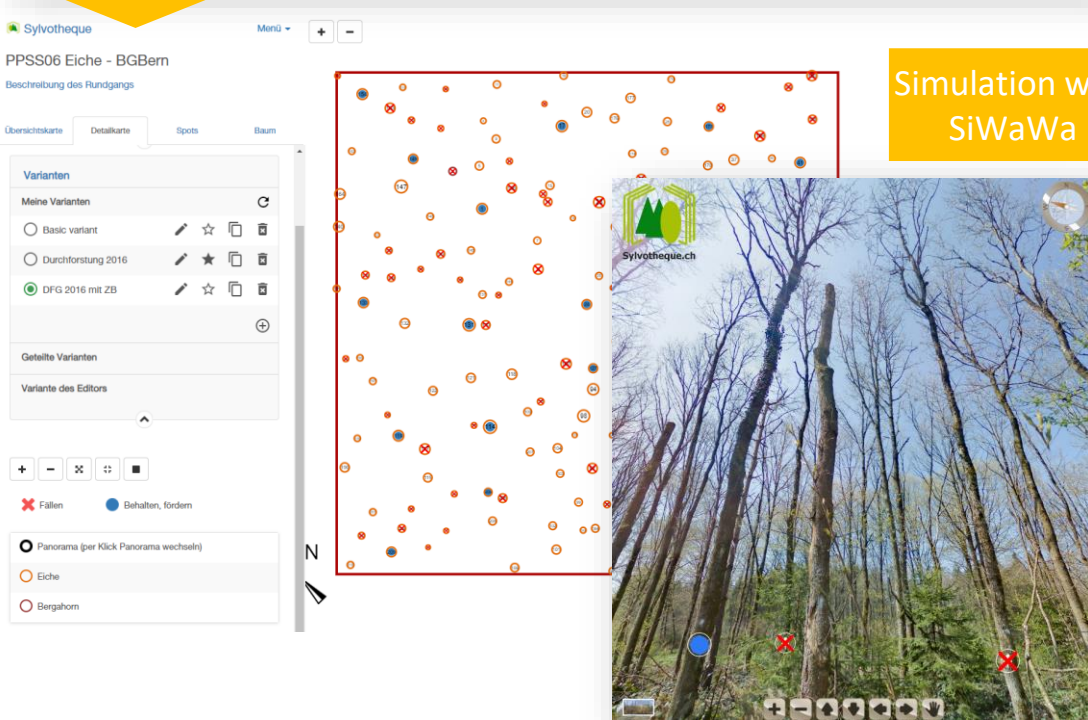 Sylvotheque
Menü
PPSS06 Eiche - BGBern
Beschreibung des Rundgangs
Übersichtskarte Detailkarte Spots Baum
Varianten
Meine Varianten
Basic variant
Durchforstung 2016
DFG 2016 mit ZB
Geteilte Varianten
Variante des Editors
Fällen Behalten, fördern
Panorama (per Klick Panorama wechseln)
Eiche
Bergahorn
N
147
Simulation w
SiWaWa
Sylvotheque.ch